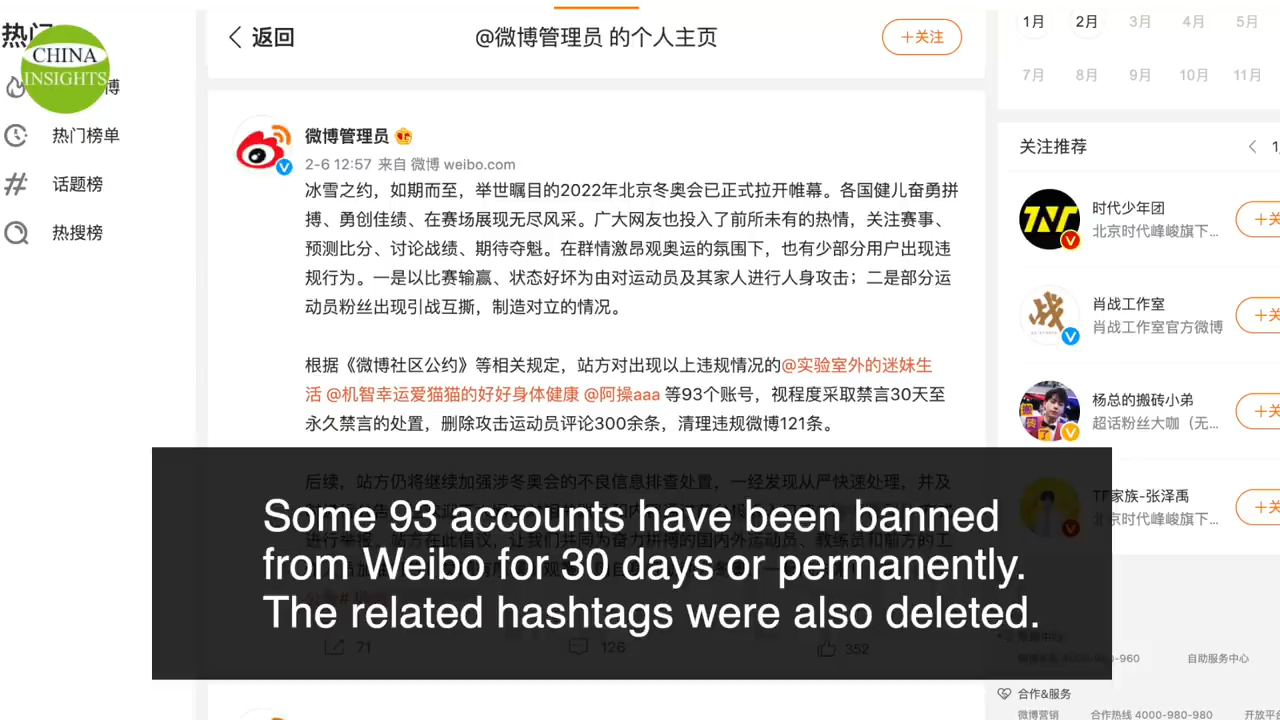 热门
CHINA
INSIGHTS
博
热门榜单
话题榜
热搜榜
返回
@微博管理员 的个人主页
+关注
微博管理员
2-6 12:57 来自 微博 weibo.com
冰雪之约，如期而至，举世瞩目的2022年北京冬奥会已正式拉开帷幕。各国健儿奋勇拼
搏、勇创佳绩、在赛场展现无尽风采。广大网友也投入了前所未有的热情，关注赛事、
预测比分、讨论战绩、期待夺魁。在群情激昂观奥运的氛围下，也有少部分用户出现违
规行为。一是以比赛输赢、状态好坏为由对运动员及其家人进行人身攻击；二是部分运
动员粉丝出现引战互撕，制造对立的情况。
根据《微博社区公约》等相关规定，站方对出现以上违规情况的@实验室外的迷妹生
活 @机智幸运爱猫猫的好好身体健康 @阿操aaa 等93个账号，视程度采取禁言30天至
永久禁言的处置，删除攻击运动员评论300余条，清理违规微博121条。
后续，站方仍将继续加强涉冬奥会的不良信息排查处置，一经发现从严快速处理，并及
Some 93 accounts have been banned
from Weibo for 30 days or permanently.
The related hashtags were also deleted.
71
126
352
1月
2月
3月
4月
5月
7月
8月
9月
10月
11月
关注推荐
时代少年团
北京时代峰峻旗下...
+关
肖战工作室
肖战工作室官方微博
+关
杨总的搬砖小弟
超话粉丝大咖（无...
+关
TF家族-张泽禹
北京时代峰峻旗下...
+关
自助服务中心
合作&服务
微博营销
合作热线 4000-980-980
开放平台